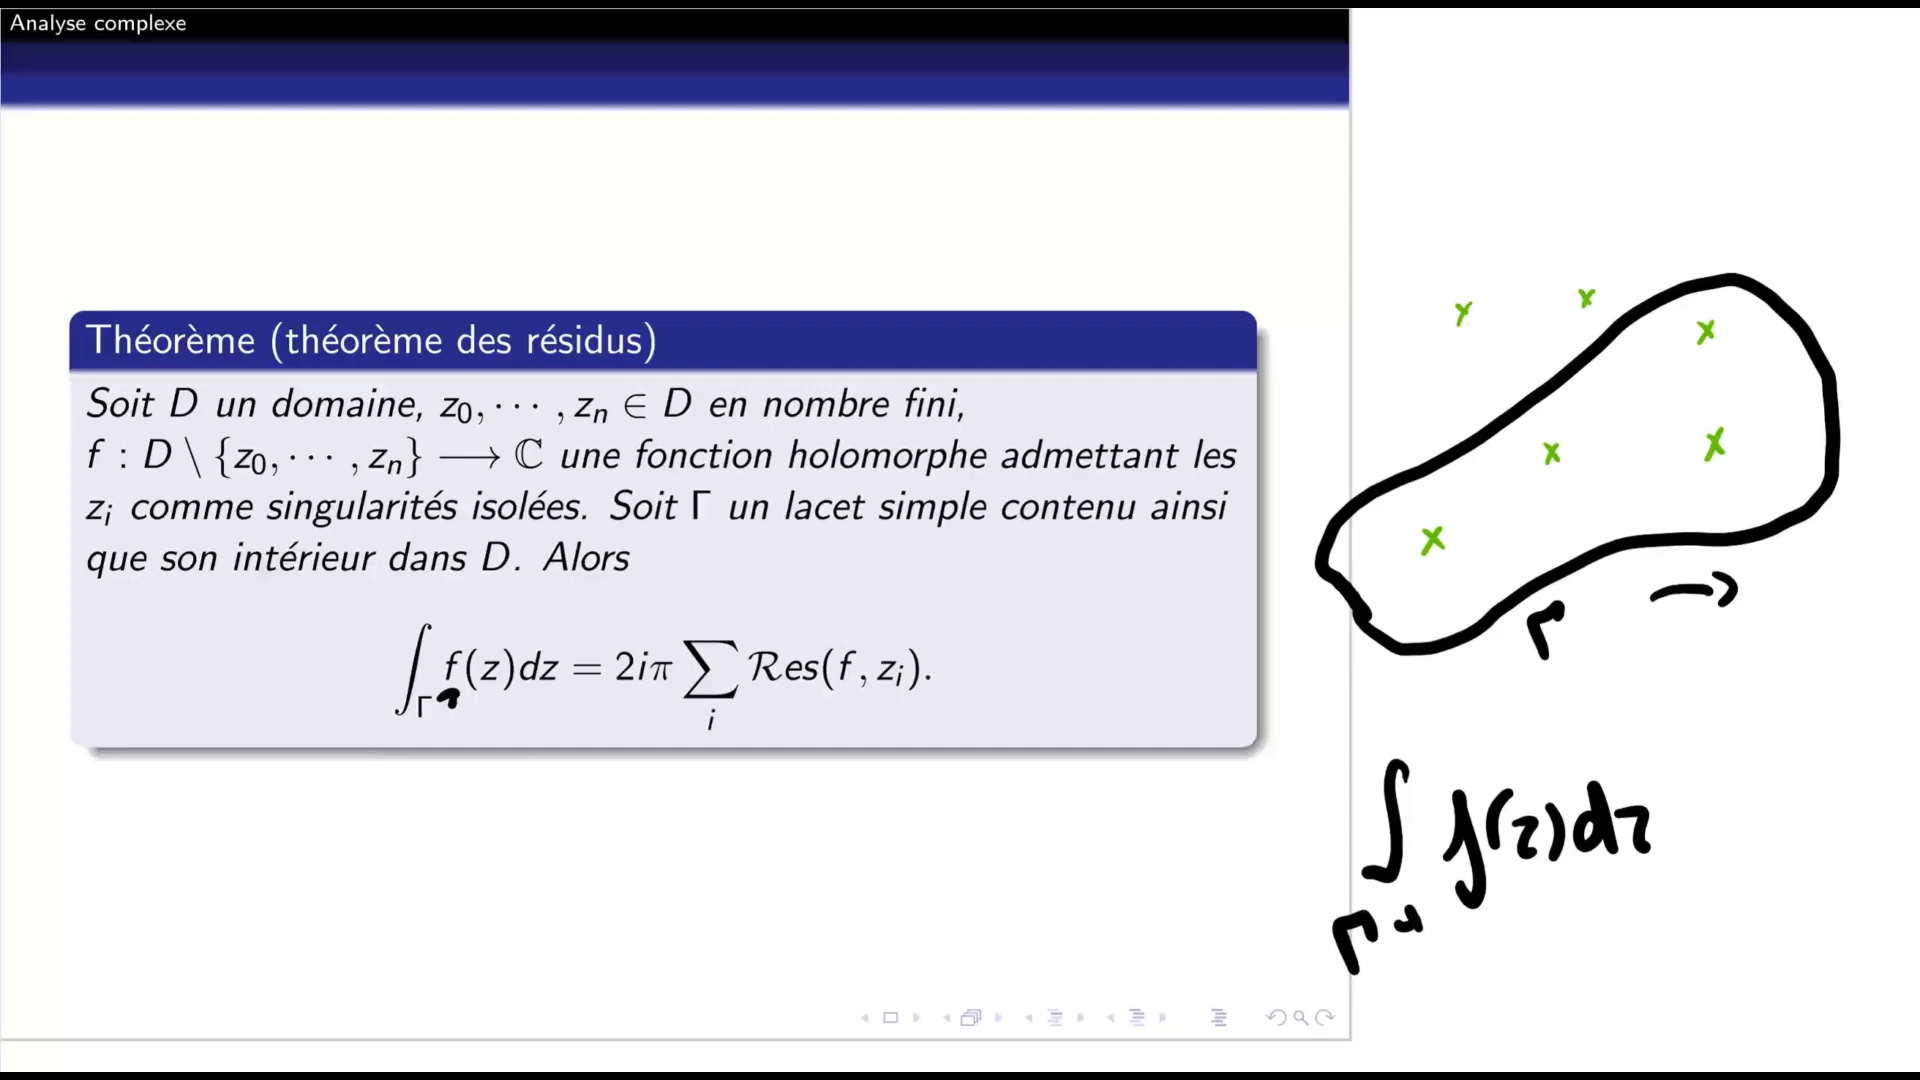 Analyse complexe
Théorème (théorème des résidus)
Soit D un domaine, z₀, ⋯ , zₙ ∈ D en nombre fini,
f : D \ {z₀, ⋯ , zₙ} ⟶ ℂ une fonction holomorphe admettant les
zᵢ comme singularités isolées. Soit Γ un lacet simple contenu ainsi
que son intérieur dans D. Alors
∫_Γ f(z)dz = 2iπ ∑_i Res(f, zᵢ).
Γ →
∫_Γ+ f(z)dz